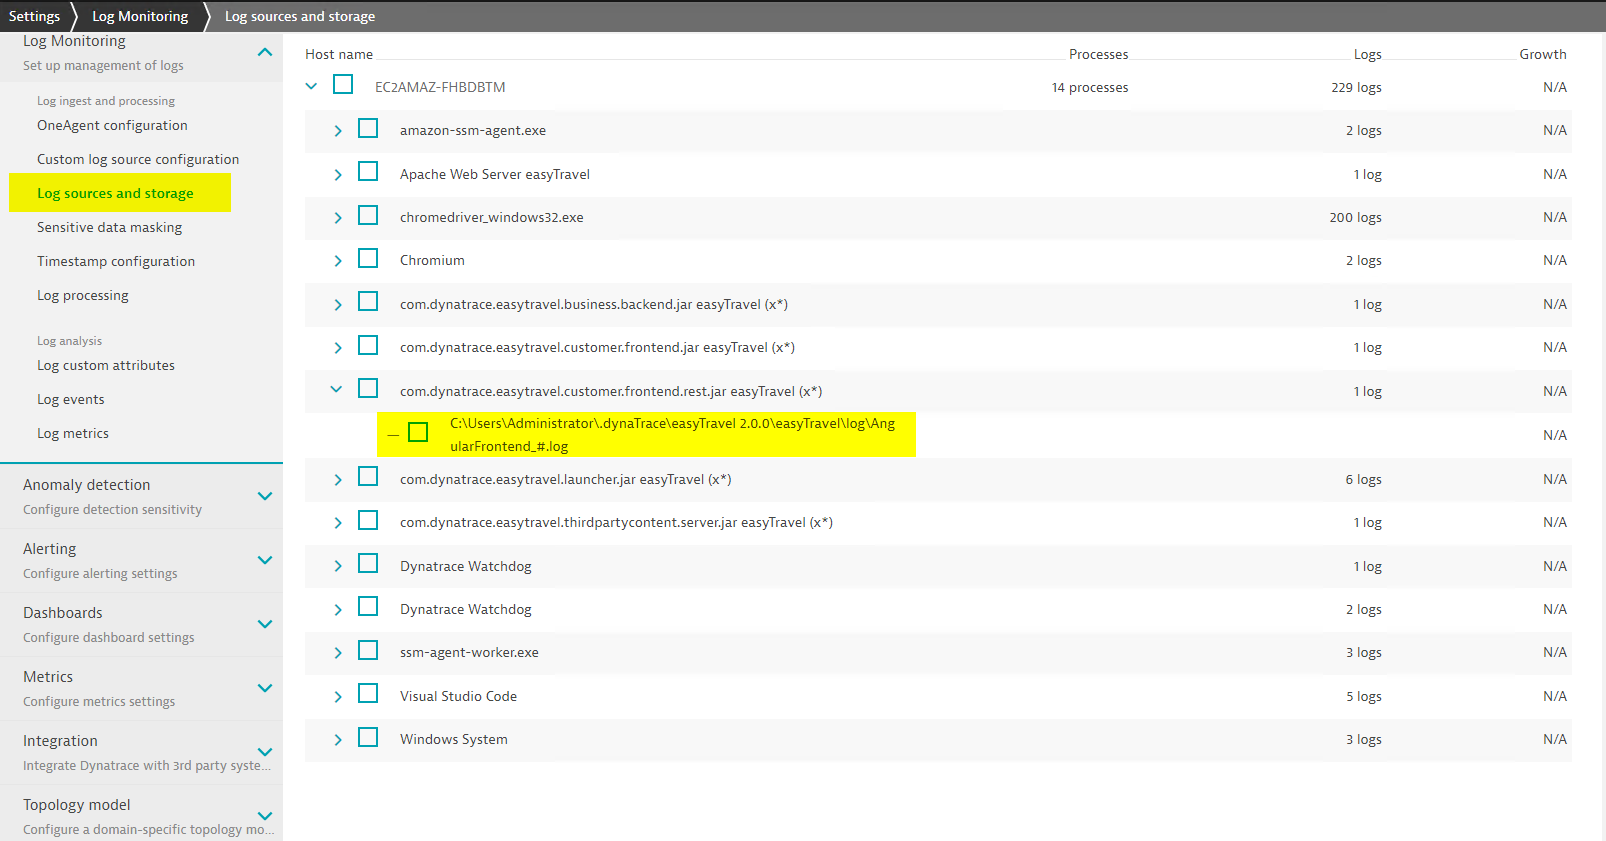 Settings
Log Monitoring
Log sources and storage
Log Monitoring
Set up management of logs
Log ingest and processing
OneAgent configuration
Custom log source configuration
Log sources and storage
Sensitive data masking
Timestamp configuration
Log processing
Log analysis
Log custom attributes
Log events
Log metrics
Anomaly detection
Configure detection sensitivity
Alerting
Configure alerting settings
Dashboards
Configure dashboard settings
Metrics
Configure metrics settings
Integration
Integrate Dynatrace with 3rd party syste...
Topology model
Configure a domain-specific topology mo...
Host name Processes Logs Growth
EC2AMAZ-FHBDBTM 14 processes 229 logs N/A
amazon-ssm-agent.exe 2 logs N/A
Apache Web Server easyTravel 1 log N/A
chromedriver_windows32.exe 200 logs N/A
Chromium 2 logs N/A
com.dynatrace.easytravel.business.backend.jar easyTravel (x*) 1 log N/A
com.dynatrace.easytravel.customer.frontend.jar easyTravel (x*) 1 log N/A
com.dynatrace.easytravel.customer.frontend.rest.jar easyTravel (x*) 1 log N/A
C:\Users\Administrator\.dynaTrace\easyTravel 2.0.0\easyTravel\log\Ang
ularFrontend_#.log N/A
com.dynatrace.easytravel.launcher.jar easyTravel (x*) 6 logs N/A
com.dynatrace.easytravel.thirdpartycontent.server.jar easyTravel (x*) 1 log N/A
Dynatrace Watchdog 1 log N/A
Dynatrace Watchdog 2 logs N/A
ssm-agent-worker.exe 3 logs N/A
Visual Studio Code 5 logs N/A
Windows System 3 logs N/A